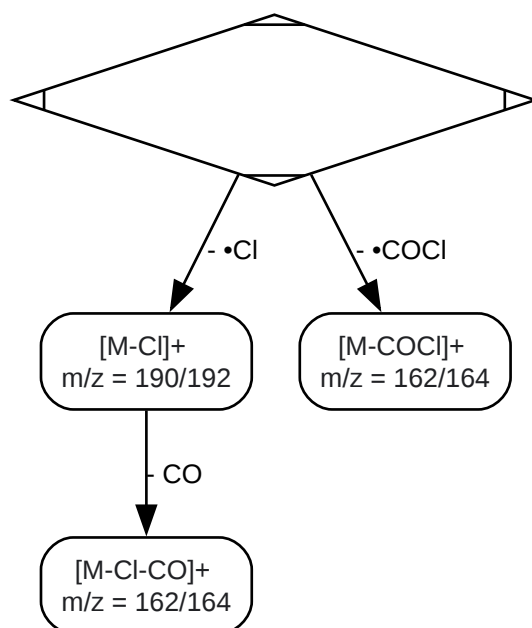 - •Cl
- •COCl
[M-Cl]+
m/z = 190/192
[M-COCl]+
m/z = 162/164
- CO
[M-Cl-CO]+
m/z = 162/164